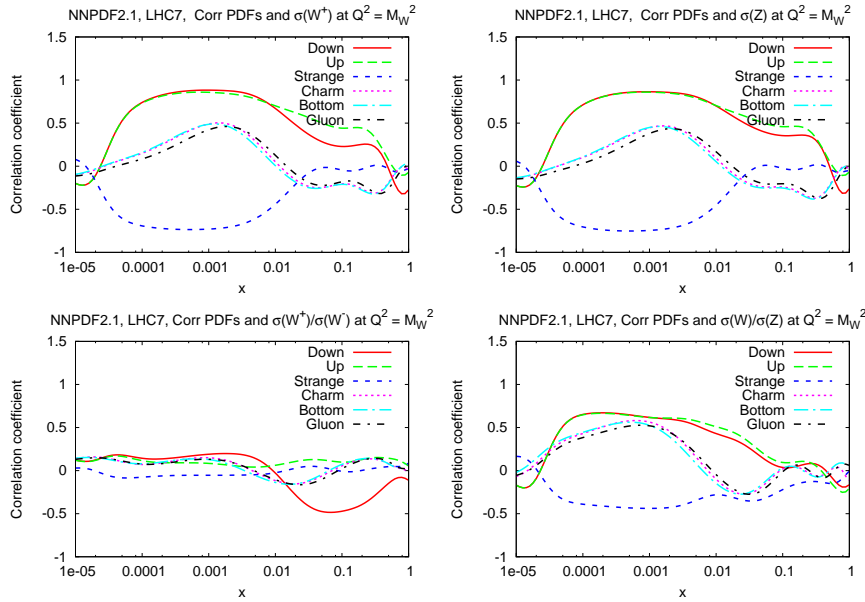 NNPDF2.1, LHC7, Corr PDFs and σ(W⁺) at Q² = M_W²
1.5
1
0.5
0
-0.5
-1
1e-05
0.0001
0.001
0.01
0.1
1
Correlation coefficient
x
Down
Up
Strange
Charm
Bottom
Gluon
NNPDF2.1, LHC7, Corr PDFs and σ(Z) at Q² = M_W²
1.5
1
0.5
0
-0.5
-1
1e-05
0.0001
0.001
0.01
0.1
1
Correlation coefficient
x
Down
Up
Strange
Charm
Bottom
Gluon
NNPDF2.1, LHC7, Corr PDFs and σ(W⁺)/σ(W⁻) at Q² = M_W²
1.5
1
0.5
0
-0.5
-1
1e-05
0.0001
0.001
0.01
0.1
1
Correlation coefficient
x
Down
Up
Strange
Charm
Bottom
Gluon
NNPDF2.1, LHC7, Corr PDFs and σ(W)/σ(Z) at Q² = M_W²
1.5
1
0.5
0
-0.5
-1
1e-05
0.0001
0.001
0.01
0.1
1
Correlation coefficient
x
Down
Up
Strange
Charm
Bottom
Gluon